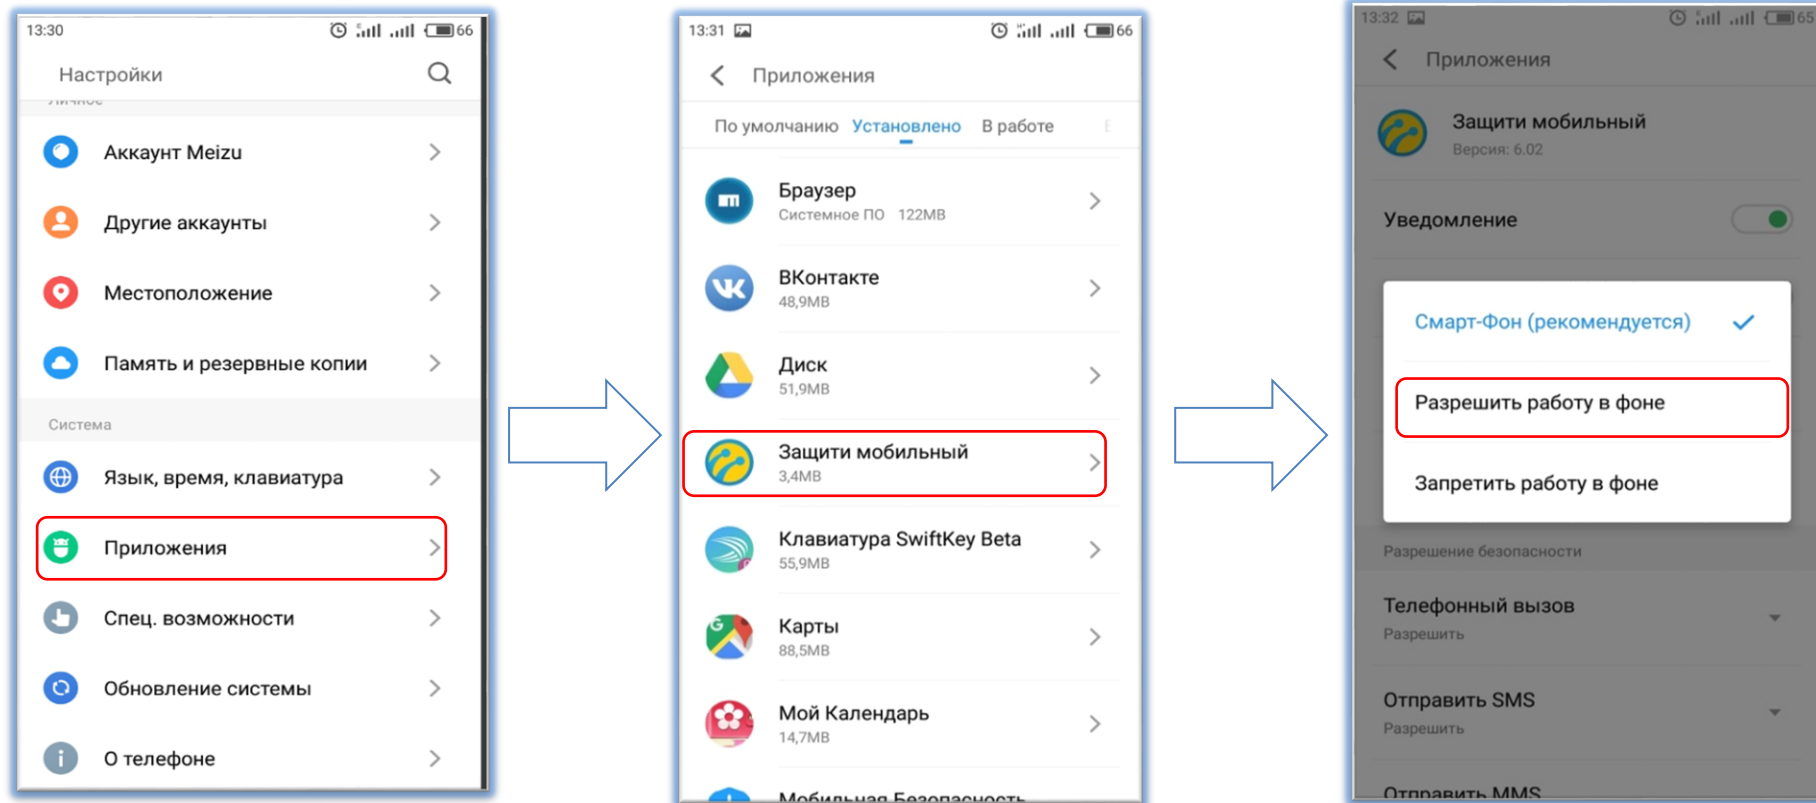 13:30
66
Настройки
Личное
Аккаунт Meizu
Другие аккаунты
Местоположение
Память и резервные копии
Система
Язык, время, клавиатура
Приложения
Спец. возможности
Обновление системы
О телефоне
13:31
66
Приложения
По умолчанию Установлено В работе
Браузер
Системное ПО 122MB
ВКонтакте
48,9MB
Диск
51,9MB
Защити мобильный
3,4MB
Клавиатура SwiftKey Beta
55,9MB
Карты
88,5MB
Мой Календарь
14,7MB
Мобильная Безопасность
13:32
65
Приложения
Защити мобильный
Версия: 6.02
Уведомление
Смарт-Фон (рекомендуется)
Разрешить работу в фоне
Запретить работу в фоне
Разрешение безопасности
Телефонный вызов
Разрешить
Отправить SMS
Разрешить
Отправить MMS